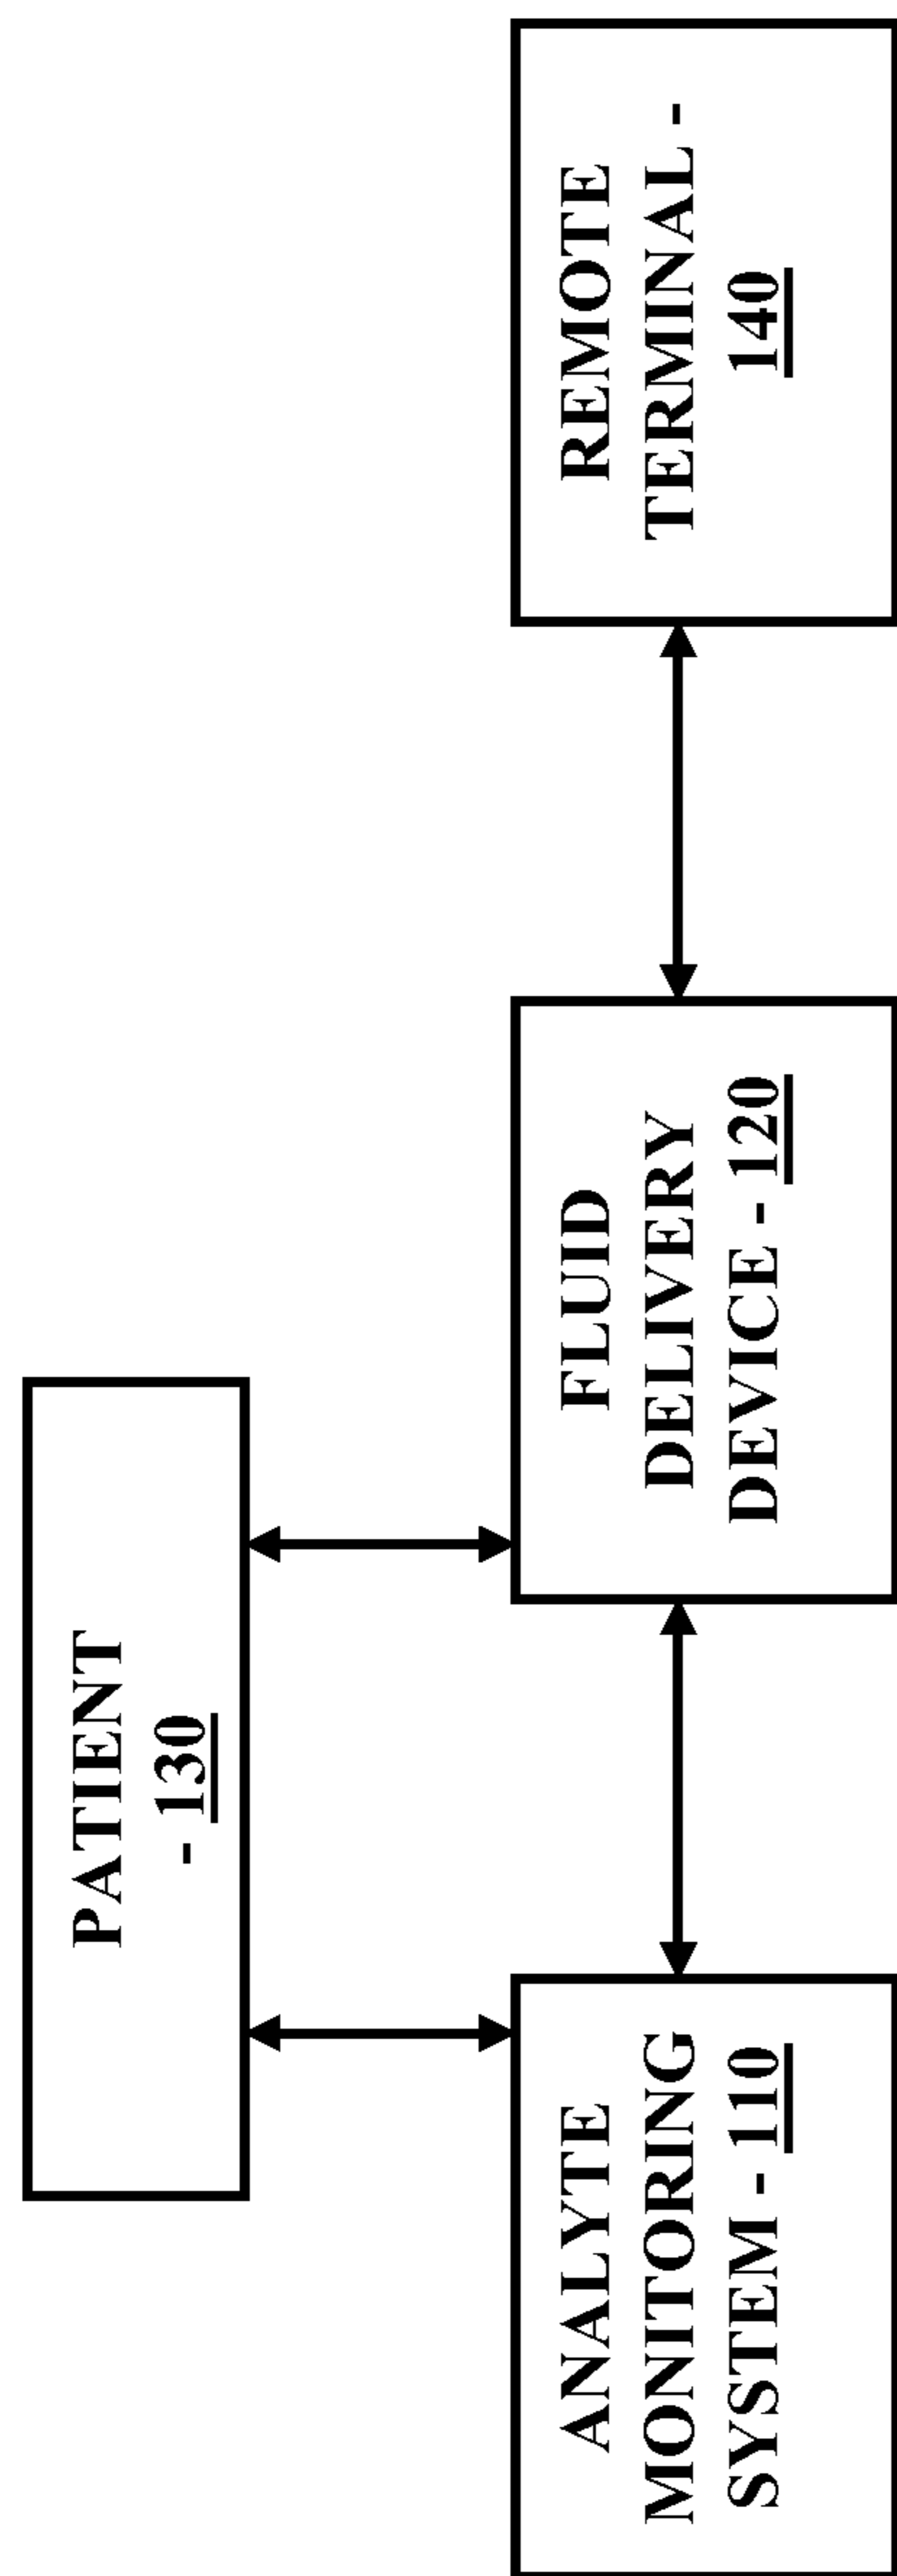 PATIENT
- 130
ANALYTE
MONITORING
SYSTEM - 110
FLUID
DELIVERY
DEVICE - 120
REMOTE
TERMINAL -
140